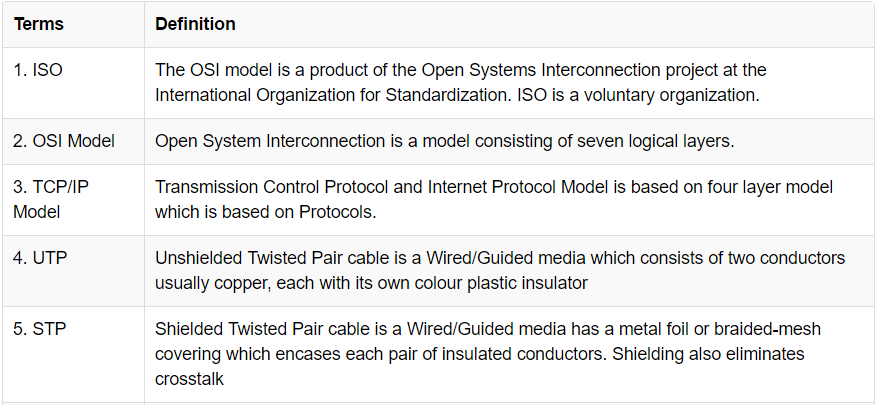 Terms Definition
1. ISO The OSI model is a product of the Open Systems Interconnection project at the
International Organization for Standardization. ISO is a voluntary organization.
2. OSI Model Open System Interconnection is a model consisting of seven logical layers.
3. TCP/IP Transmission Control Protocol and Internet Protocol Model is based on four layer model
Model which is based on Protocols.
4. UTP Unshielded Twisted Pair cable is a Wired/Guided media which consists of two conductors
usually copper, each with its own colour plastic insulator
5. STP Shielded Twisted Pair cable is a Wired/Guided media has a metal foil or braided-mesh
covering which encases each pair of insulated conductors. Shielding also eliminates
crosstalk